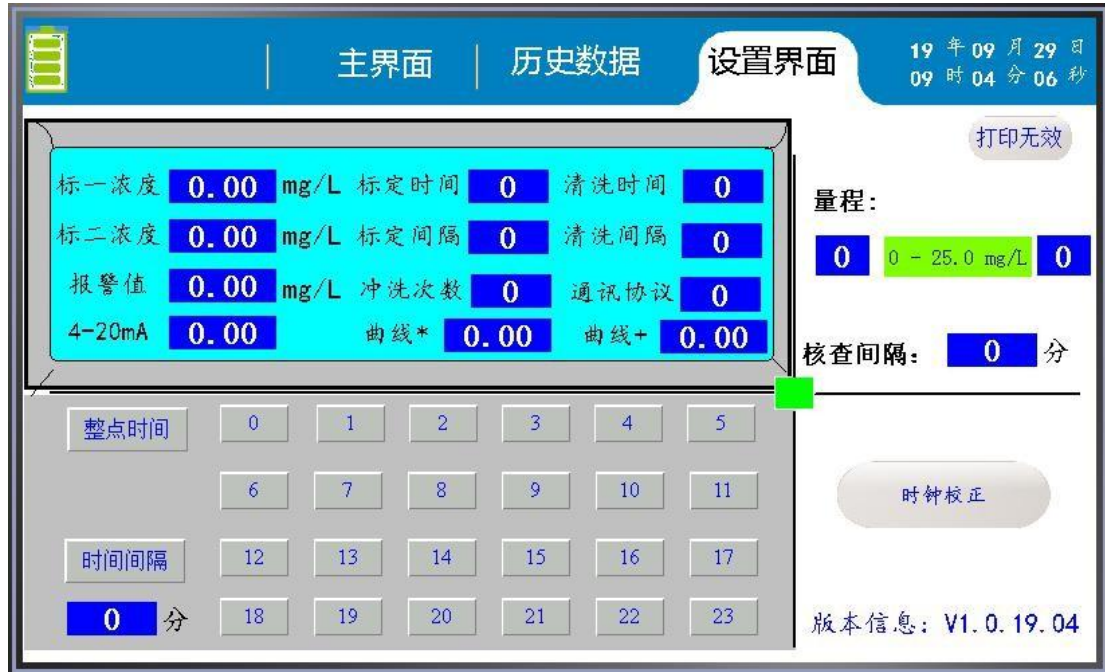 主界面 历史数据 设置界面 19 年 09 月 29 日
09 时 04 分 06 秒
打印无效
标一浓度 0.00 mg/L 标定时间 0 清洗时间 0
标二浓度 0.00 mg/L 标定间隔 0 清洗间隔 0
报警值 0.00 mg/L 冲洗次数 0 通讯协议 0
4-20mA 0.00 曲线* 0.00 曲线+ 0.00
量程:
0 0 - 25.0 mg/L 0
核查间隔: 0 分
整点时间 0 1 2 3 4 5
6 7 8 9 10 11
时间间隔 12 13 14 15 16 17
0 分 18 19 20 21 22 23
时钟校正
版本信息: V1.0.19.04